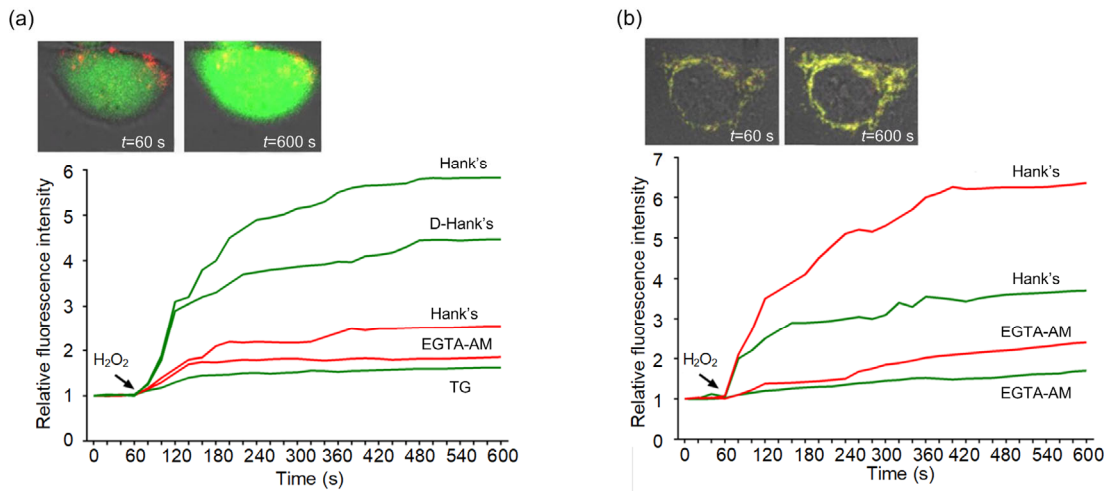 (a)
t=60 s
t=600 s
Relative fluorescence intensity
6
5
4
3
2
1
0
H₂O₂
Hank's
D-Hank's
Hank's
EGTA-AM
TG
0 60 120 180 240 300 360 420 480 540 600
Time (s)
(b)
t=60 s
t=600 s
Relative fluorescence intensity
7
6
5
4
3
2
1
0
H₂O₂
Hank's
Hank's
EGTA-AM
EGTA-AM
0 60 120 180 240 300 360 420 480 540 600
Time (s)